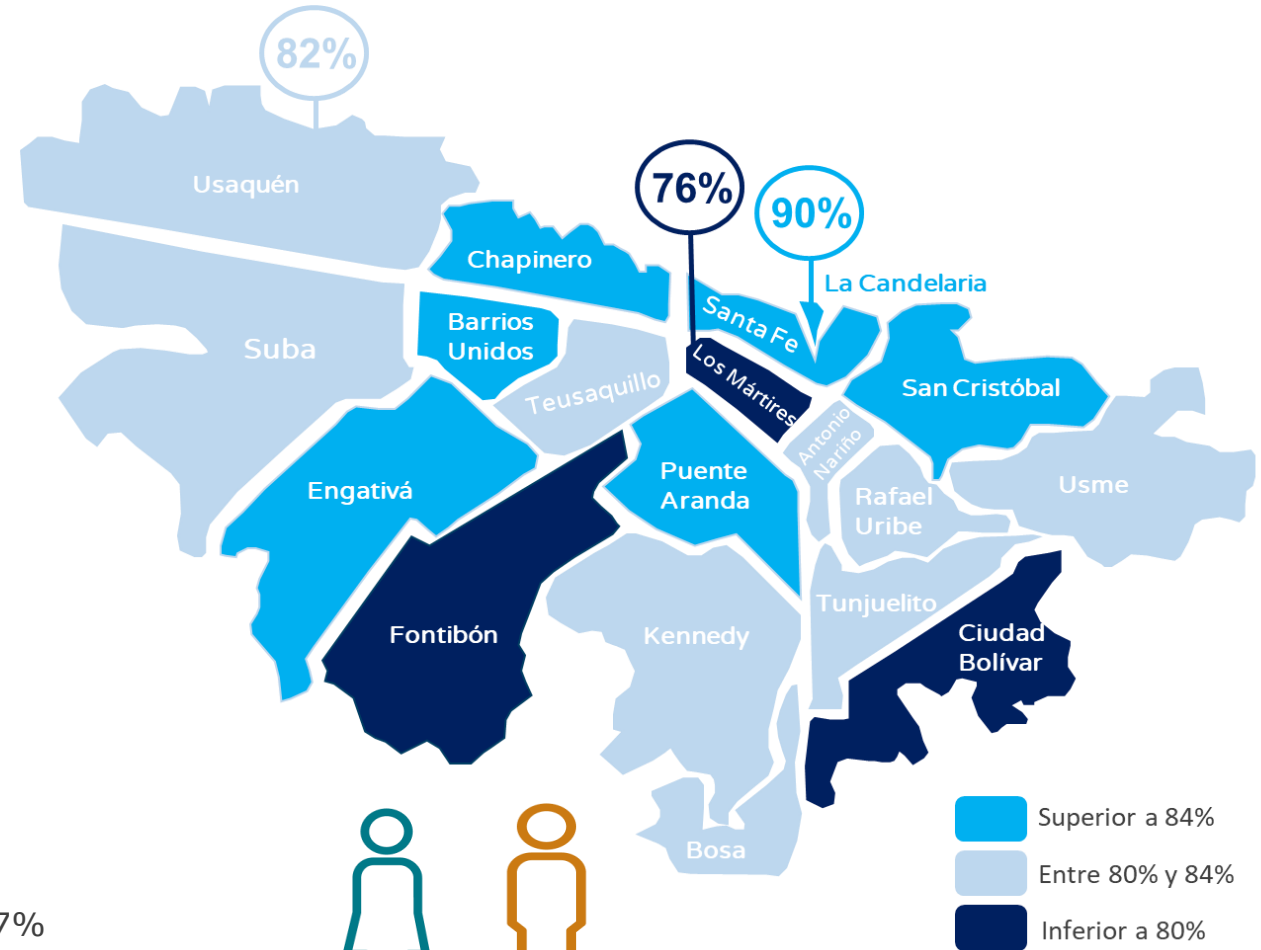 82%
Usaquén
76%
90%
Chapinero
La Candelaria
Santa Fe
Barrios
Unidos
Suba
Teusaquillo
Los Mártires
San Cristóbal
Antonio
Nariño
Engativá
Puente
Aranda
Rafael
Uribe
Usme
Fontibón
Kennedy
Tunjuelito
Ciudad
Bolívar
Bosa
Superior a 84%
Entre 80% y 84%
Inferior a 80%
7%